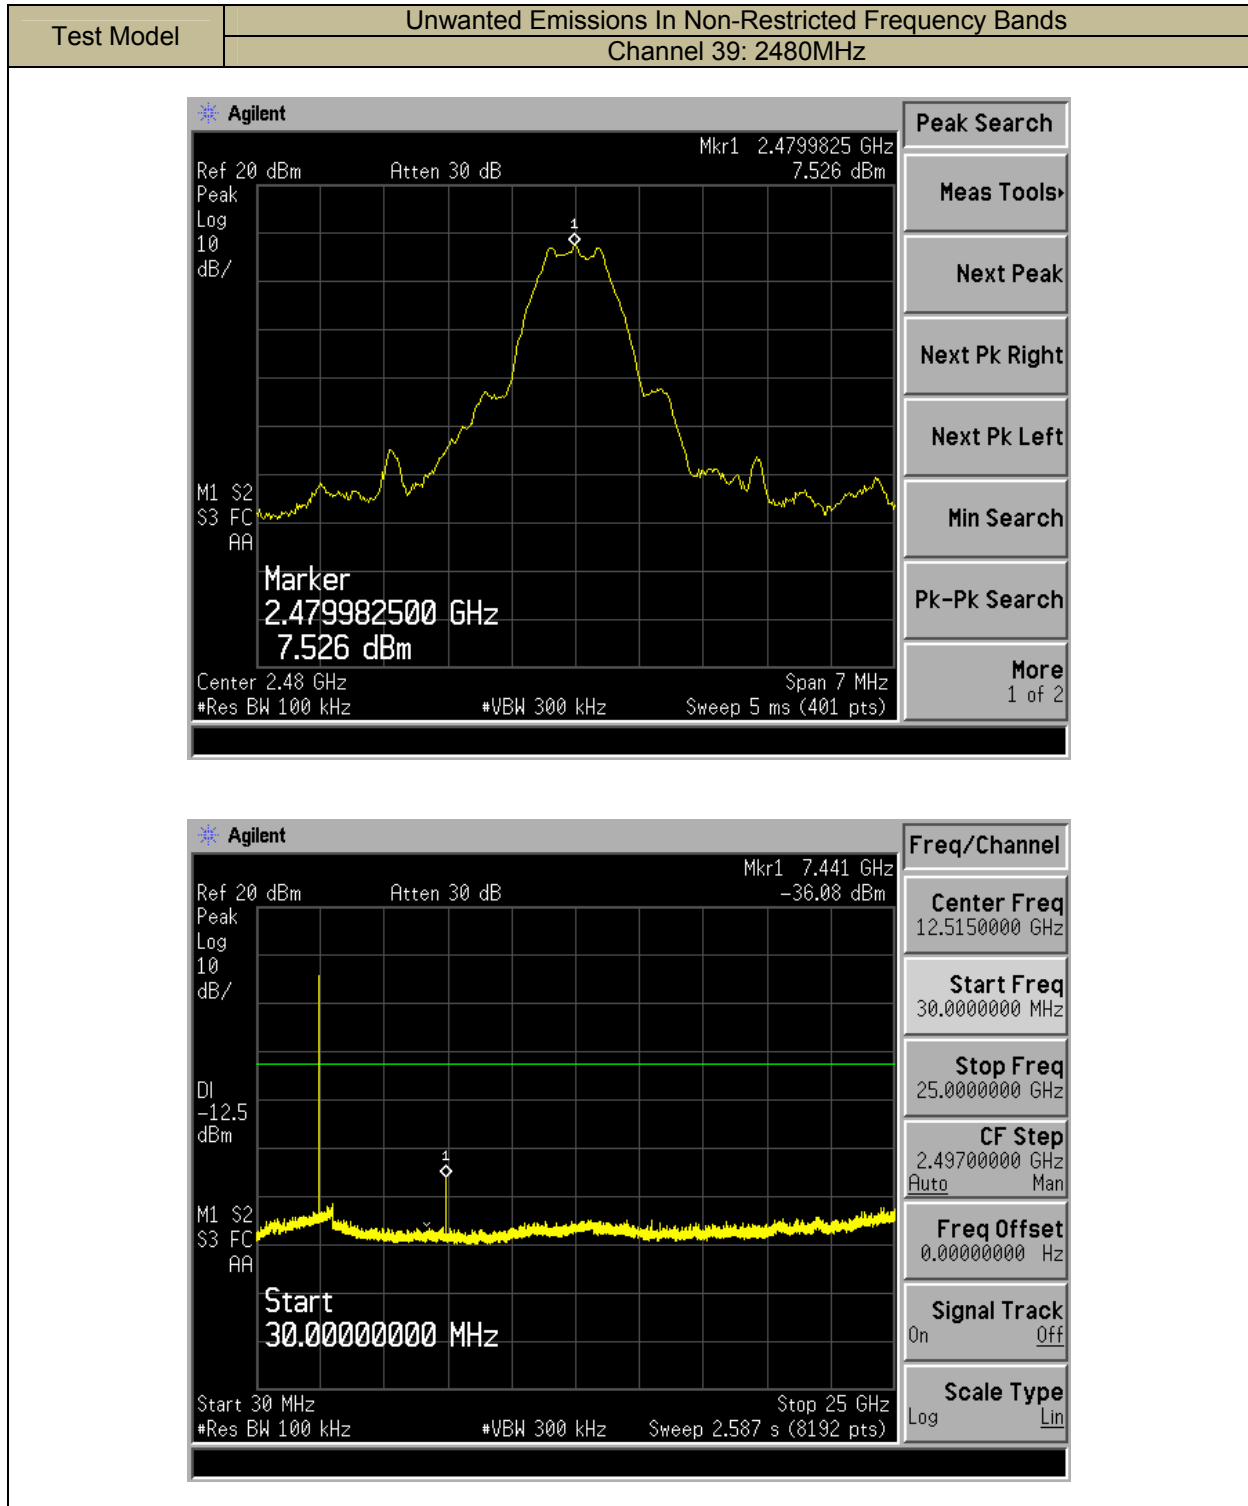 Test Model
Unwanted Emissions In Non-Restricted Frequency Bands
Channel 39: 2480MHz
Agilent
Peak Search
Mkr1 2.4799825 GHz
Ref 20 dBm Atten 30 dB 7.526 dBm
Peak
Log
10
dB/
1
M1 S2
S3 FC
AA
Marker
2.479982500 GHz
7.526 dBm
Center 2.48 GHz Span 7 MHz
#Res BW 100 kHz #VBW 300 kHz Sweep 5 ms (401 pts)
Meas Tools
Next Peak
Next Pk Right
Next Pk Left
Min Search
Pk-Pk Search
More
1 of 2
Agilent
Freq/Channel
Mkr1 7.441 GHz
Ref 20 dBm Atten 30 dB -36.08 dBm
Peak
Log
10
dB/
DI
-12.5
dBm
1
M1 S2
S3 FC
AA
Start
30.00000000 MHz
Start 30 MHz Stop 25 GHz
#Res BW 100 kHz #VBW 300 kHz Sweep 2.587 s (8192 pts)
Center Freq
12.5150000 GHz
Start Freq
30.0000000 MHz
Stop Freq
25.0000000 GHz
CF Step
2.49700000 GHz
Auto Man
Freq Offset
0.00000000 Hz
Signal Track
On Off
Scale Type
Log Lin